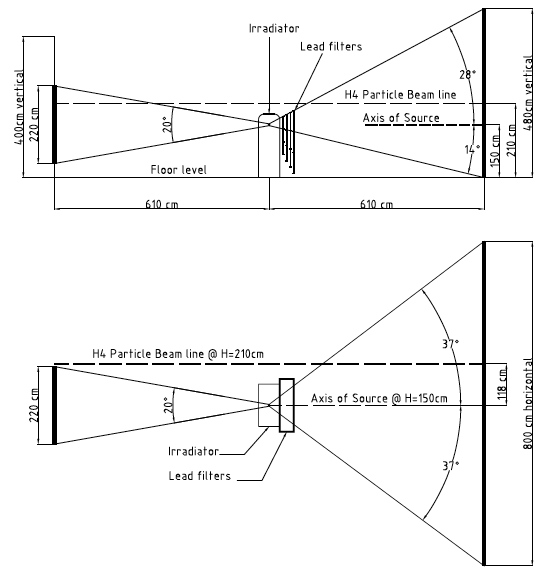 Irradiator
Lead filters
28°
H4 Particle Beam line
Axis of Source
20°
14°
400cm vertical
220 cm
150 cm
210 cm
480cm vertical
Floor level
610 cm
610 cm
37°
H4 Particle Beam line @ H=210cm
118 cm
Axis of Source @ H=150cm
220 cm
20°
800 cm horizontal
Irradiator
37°
Lead filters